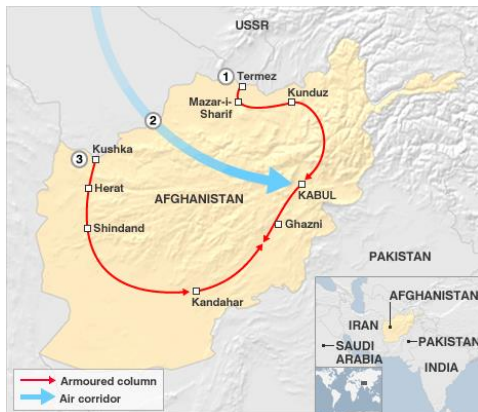 USSR
1 Termez
Mazar-i-
Sharif
Kunduz
2
3 Kushka
Herat
AFGHANISTAN
KABUL
Shindand
Ghazni
PAKISTAN
Kandahar
AFGHANISTAN
IRAN
PAKISTAN
SAUDI
ARABIA
INDIA
Armoured column
Air corridor